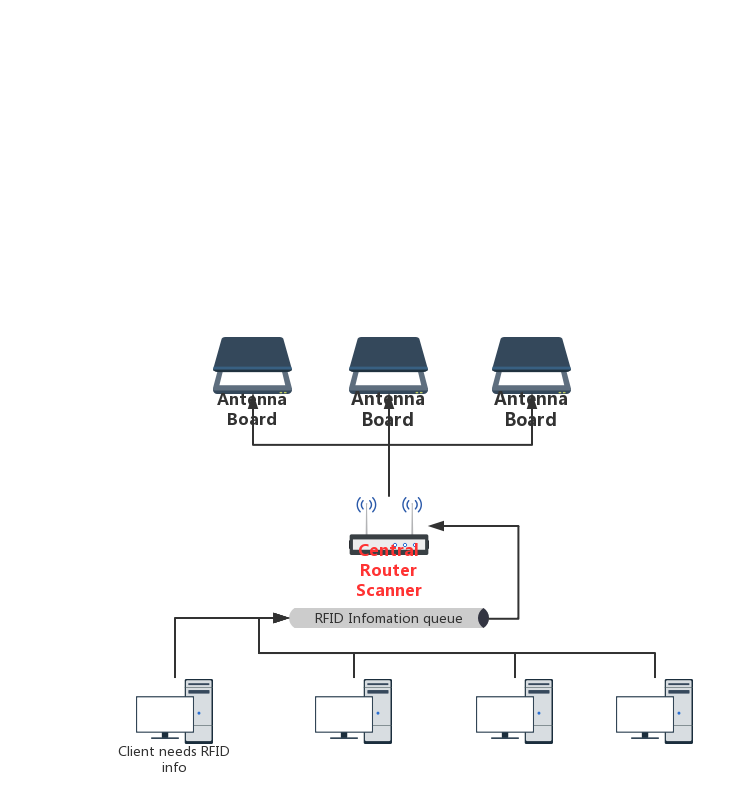 Antenna
Board
Antenna
Board
Antenna
Board
Central
Router
Scanner
RFID Infomation queue
Client needs RFID
info